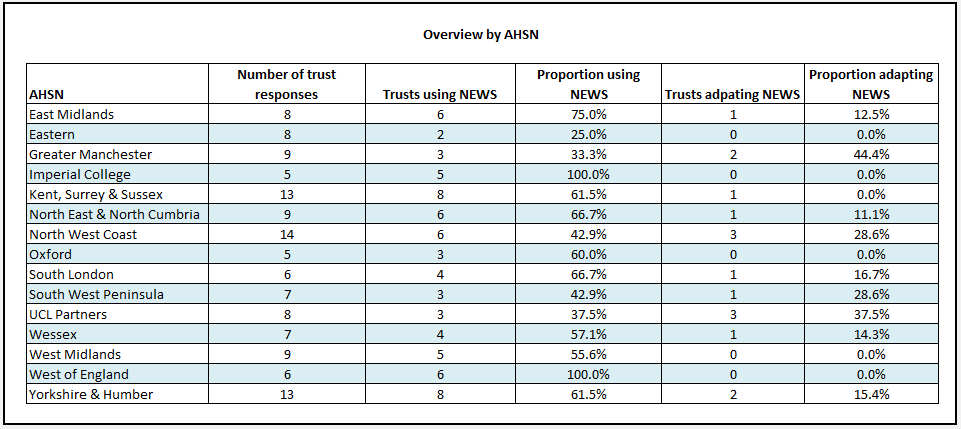 Overview by AHSN
AHSN Number of trust responses Trusts using NEWS Proportion using NEWS Trusts adpating NEWS Proportion adapting NEWS
East Midlands 8 6 75.0% 1 12.5%
Eastern 8 2 25.0% 0 0.0%
Greater Manchester 9 3 33.3% 2 44.4%
Imperial College 5 5 100.0% 0 0.0%
Kent, Surrey & Sussex 13 8 61.5% 1 0.0%
North East & North Cumbria 9 6 66.7% 1 11.1%
North West Coast 14 6 42.9% 3 28.6%
Oxford 5 3 60.0% 0 0.0%
South London 6 4 66.7% 1 16.7%
South West Peninsula 7 3 42.9% 1 28.6%
UCL Partners 8 3 37.5% 3 37.5%
Wessex 7 4 57.1% 1 14.3%
West Midlands 9 5 55.6% 0 0.0%
West of England 6 6 100.0% 0 0.0%
Yorkshire & Humber 13 8 61.5% 2 15.4%